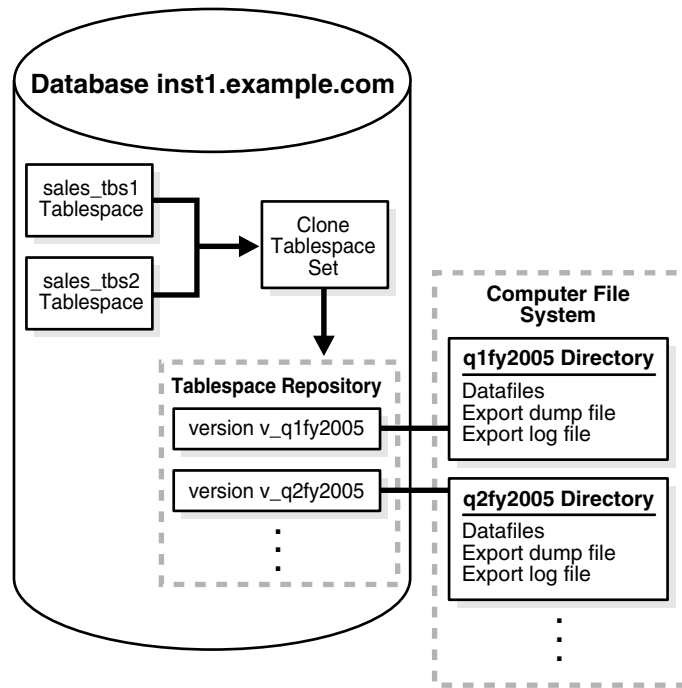 Database inst1.example.com
sales_tbs1
Tablespace
sales_tbs2
Tablespace
Clone
Tablespace
Set
Tablespace Repository
version v_q1fy2005
version v_q2fy2005
Computer File
System
q1fy2005 Directory
Datafiles
Export dump file
Export log file
q2fy2005 Directory
Datafiles
Export dump file
Export log file